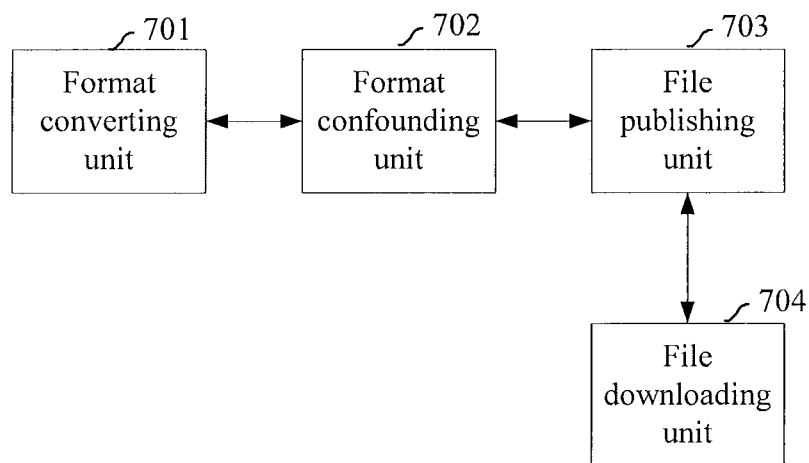 701
Format
converting
unit
702
Format
confounding
unit
703
File
publishing
unit
704
File
downloading
unit